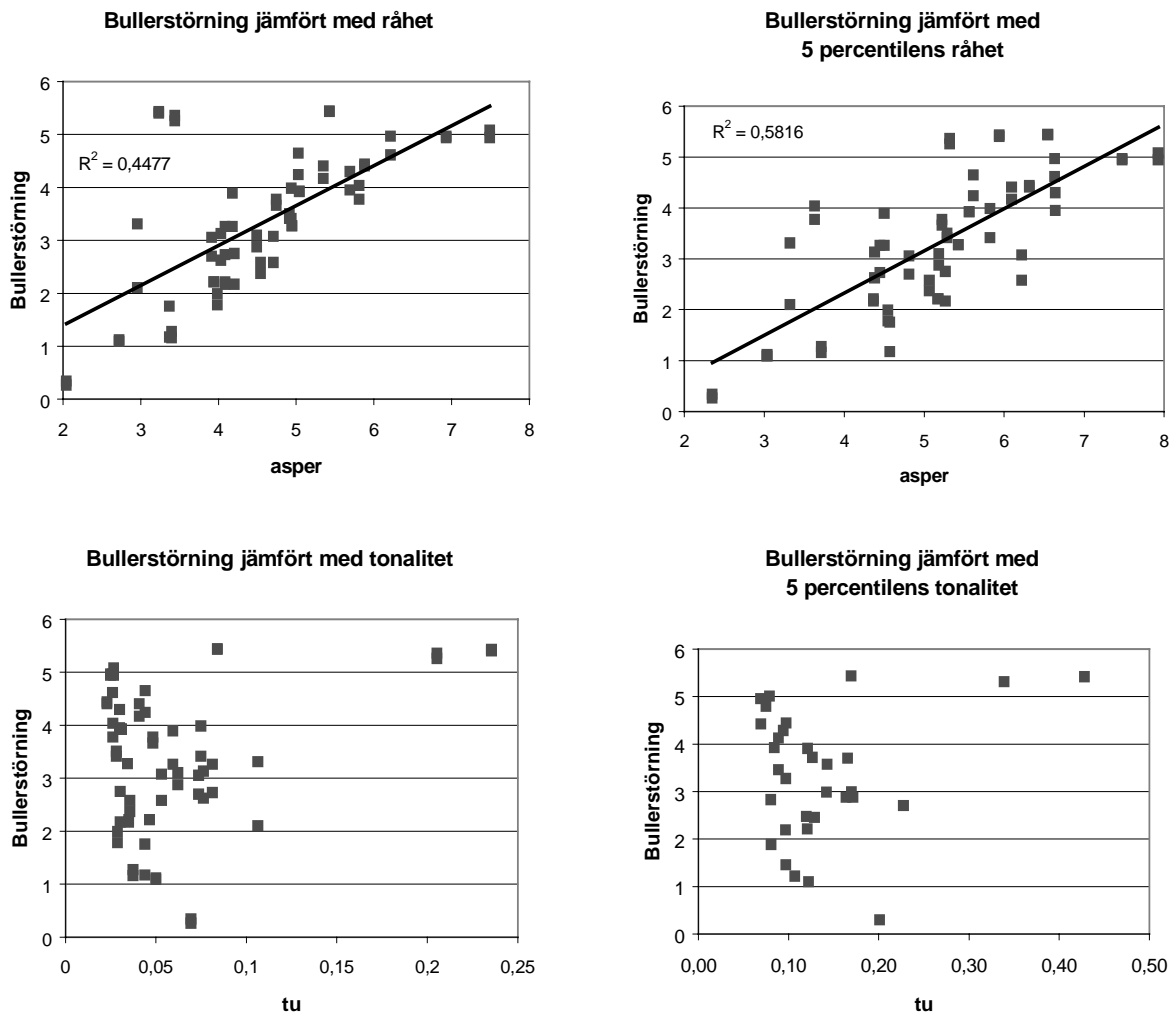 Bullerstörning jämfört med råhet
Bullerstörning
6
5
4
3
2
1
0
R² = 0,4477
2 3 4 5 6 7 8
asper
Bullerstörning jämfört med
5 percentilens råhet
Bullerstörning
6
5
4
3
2
1
0
R² = 0,5816
2 3 4 5 6 7 8
asper
Bullerstörning jämfört med tonalitet
Bullerstörning
6
5
4
3
2
1
0
0 0,05 0,1 0,15 0,2 0,25
tu
Bullerstörning jämfört med
5 percentilens tonalitet
Bullerstörning
6
5
4
3
2
1
0
0,00 0,10 0,20 0,30 0,40 0,50
tu